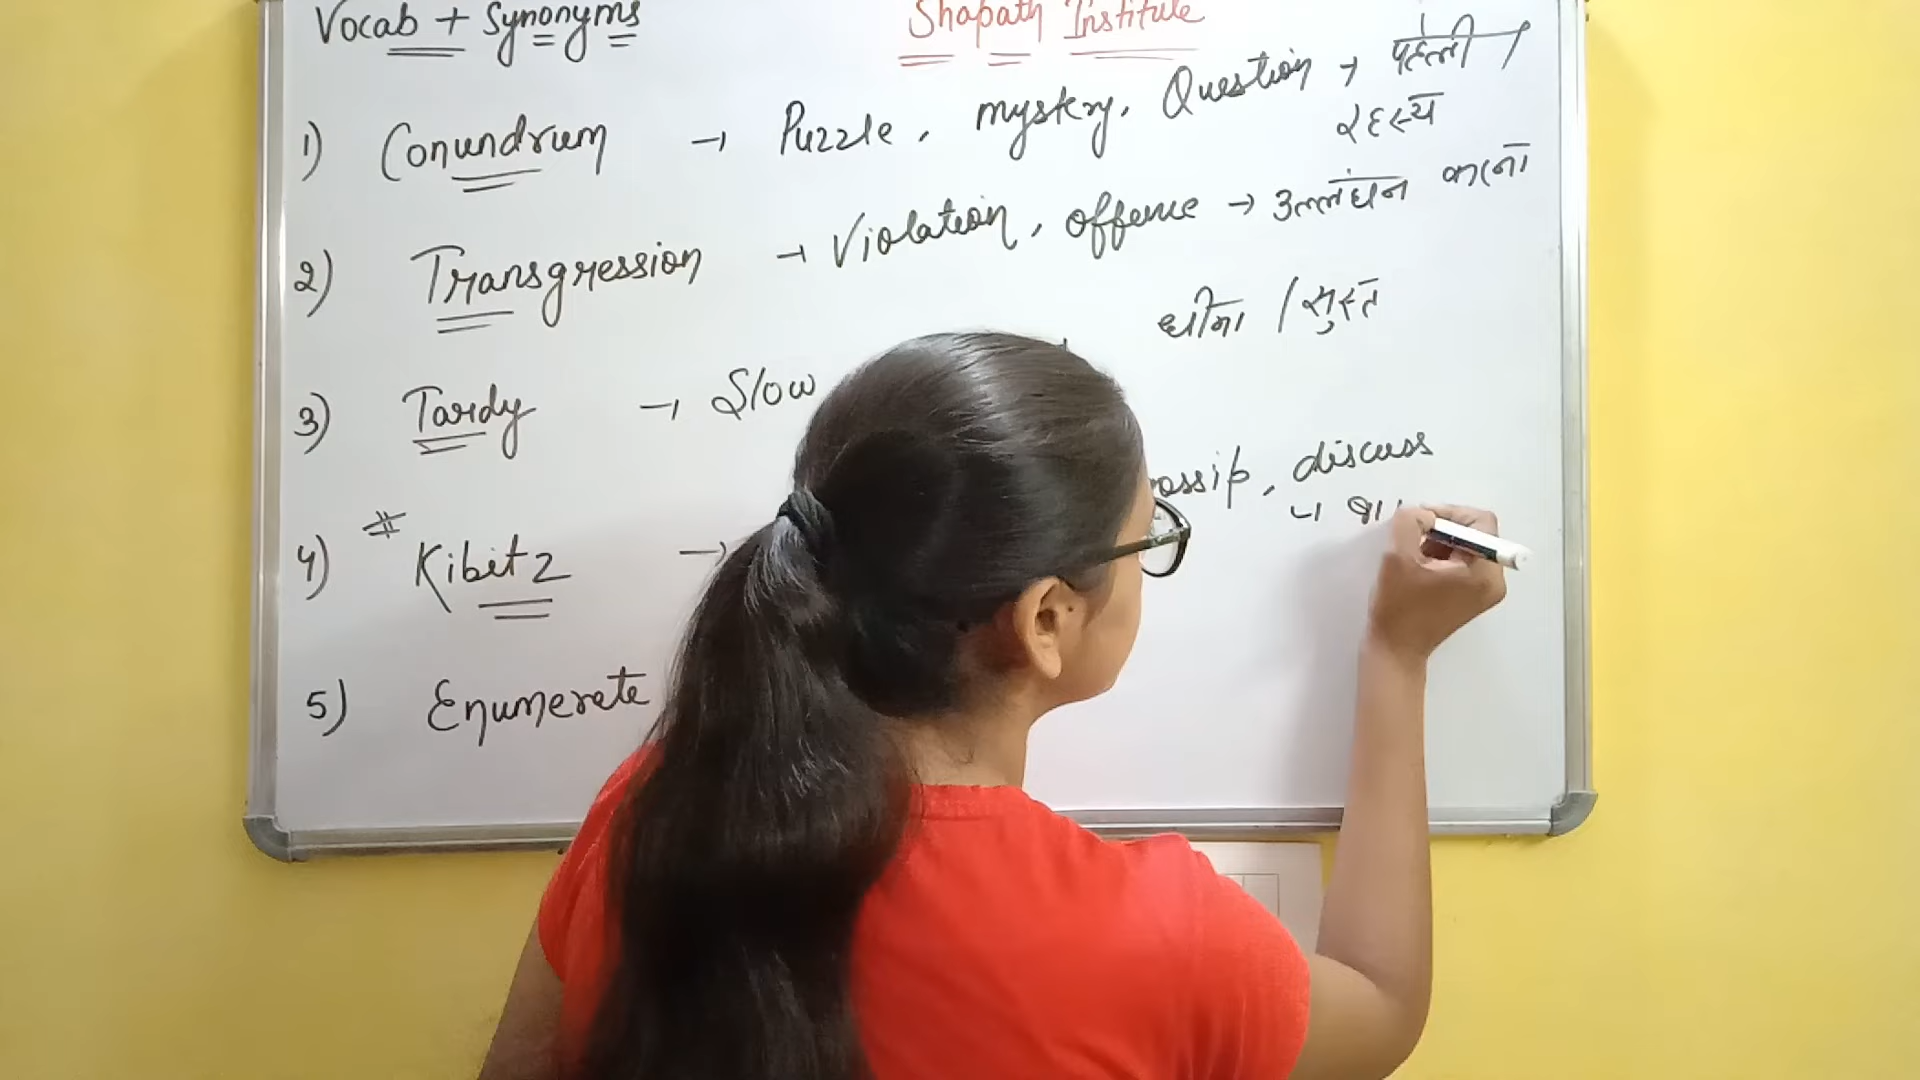 Vocab + Synonyms
Shapath Institute
1) Conundrum → Puzzle, mystery, Question → पहेली /
रहस्य
2) Transgression → Violation, offence → उल्लंघन करना
3) Tardy → Slow धीमा / सुस्त
4) Kibitz → ossip, discuss
5) Enumerate